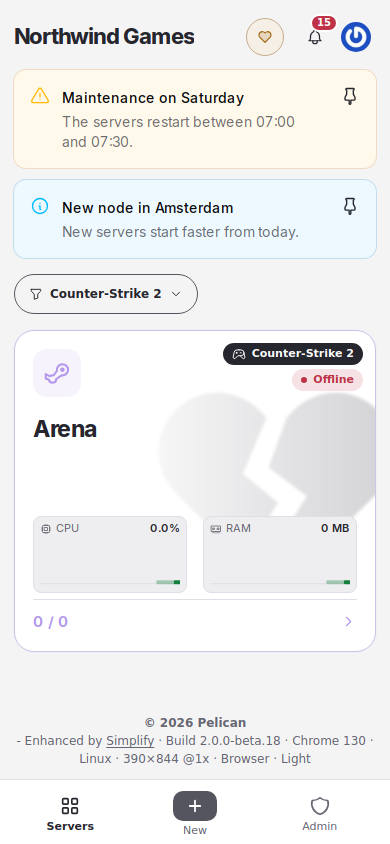 Northwind Games
15
Maintenance on Saturday
The servers restart between 07:00
and 07:30.
New node in Amsterdam
New servers start faster from today.
Counter-Strike 2
Counter-Strike 2
Offline
Arena
CPU 0.0%
RAM 0 MB
0 / 0
© 2026 Pelican
- Enhanced by Simplify · Build 2.0.0-beta.18 · Chrome 130 ·
Linux · 390×844 @1x · Browser · Light
Servers
New
Admin